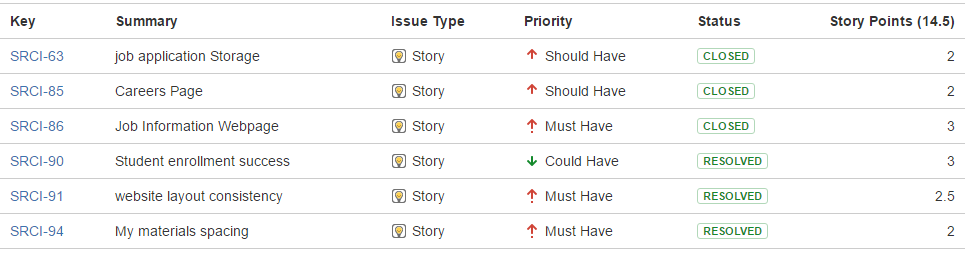 Key Summary Issue Type Priority Status Story Points (14.5)
SRCI-63 job application Storage Story Should Have CLOSED 2
SRCI-85 Careers Page Story Should Have CLOSED 2
SRCI-86 Job Information Webpage Story Must Have CLOSED 3
SRCI-90 Student enrollment success Story Could Have RESOLVED 3
SRCI-91 website layout consistency Story Must Have RESOLVED 2.5
SRCI-94 My materials spacing Story Must Have RESOLVED 2